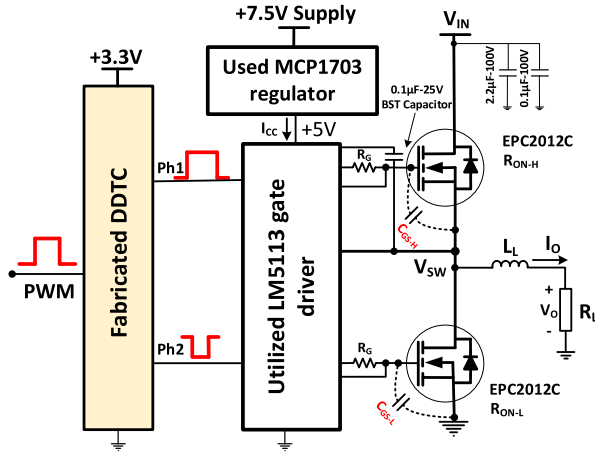 +7.5V Supply
V_IN
+3.3V
Used MCP1703
regulator
0.1µF-25V
BST Capacitor
2.2µF-100V
0.1µF-100V
I_CC
+5V
EPC2012C
R_ON-H
Ph1
R_G
C_GS-H
Fabricated DDTC
Utilized LM5113 gate
driver
PWM
V_SW
L_L
I_O
+
V_O
-
R_L
Ph2
R_G
C_GS-L
EPC2012C
R_ON-L